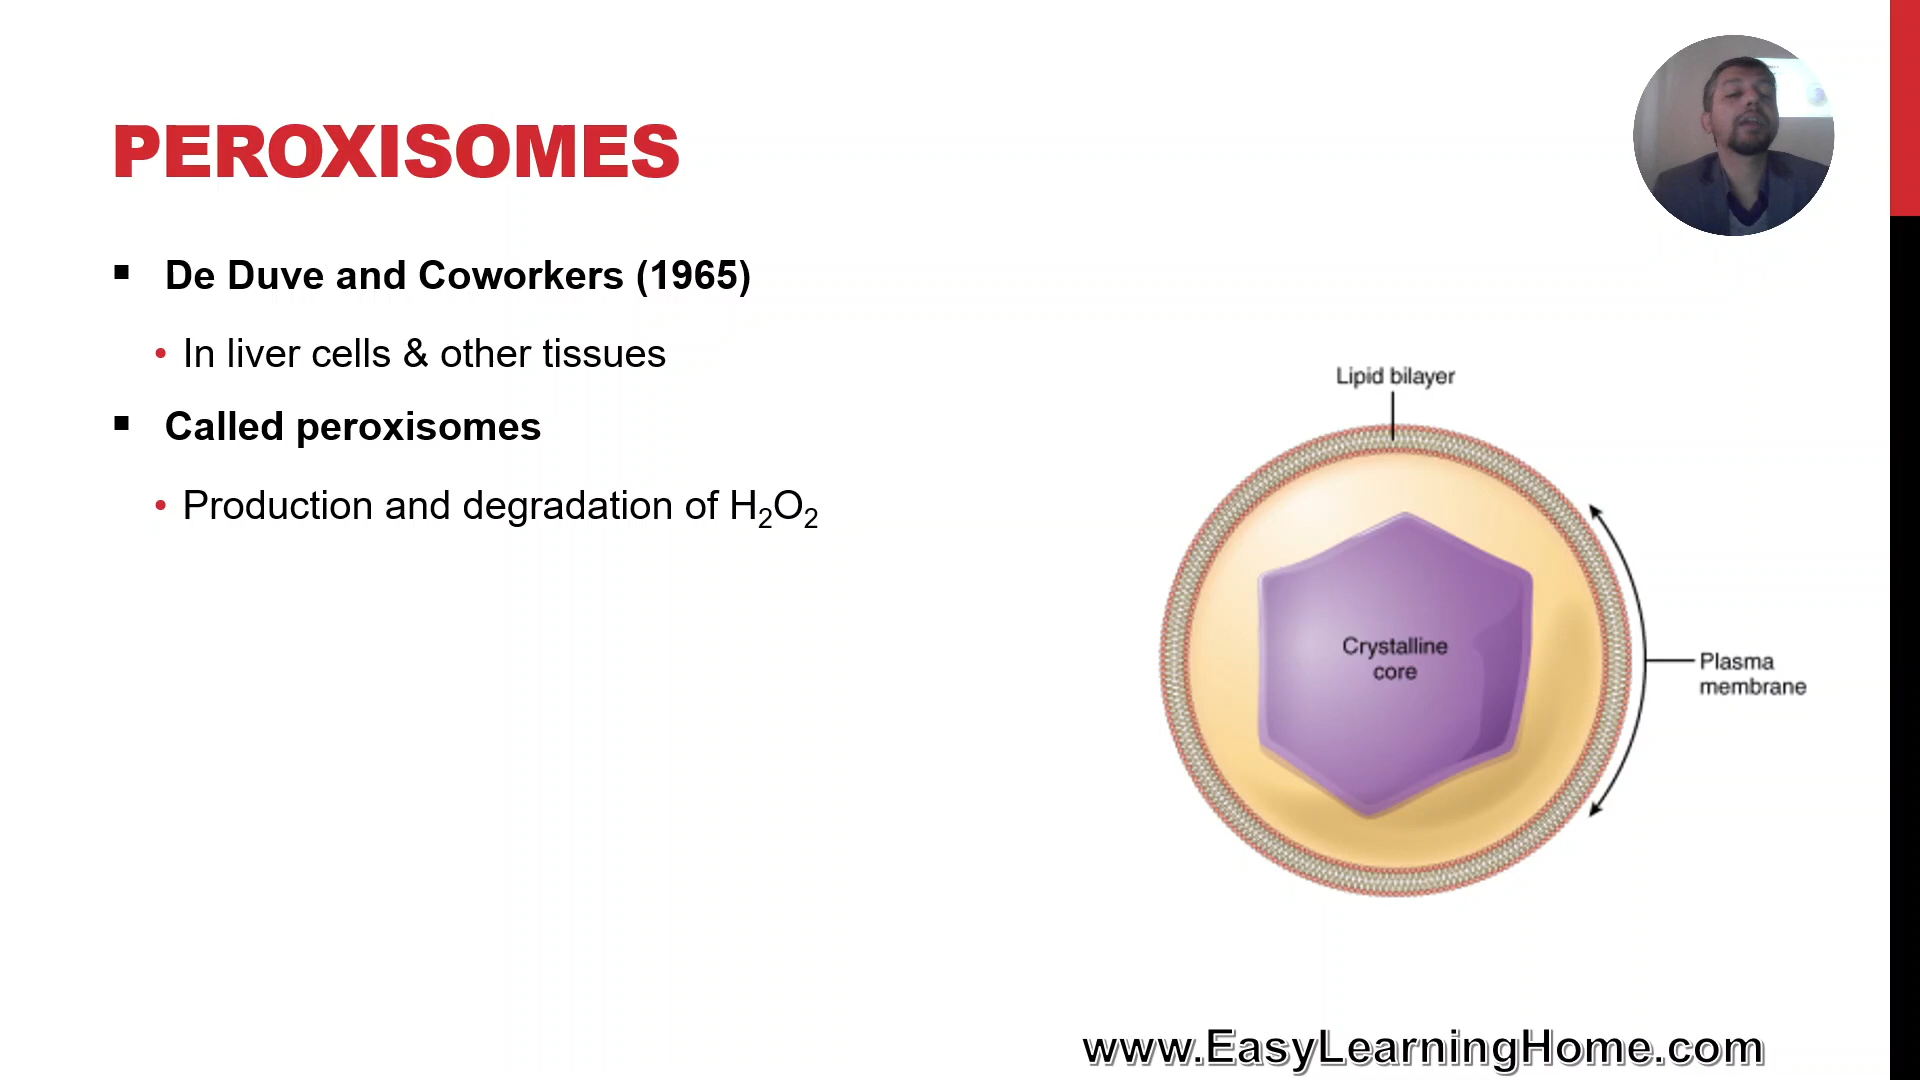 PEROXISOMES
De Duve and Coworkers (1965)
In liver cells & other tissues
Called peroxisomes
Production and degradation of H₂O₂
Lipid bilayer
Crystalline
core
Plasma
membrane
www.EasyLearningHome.com